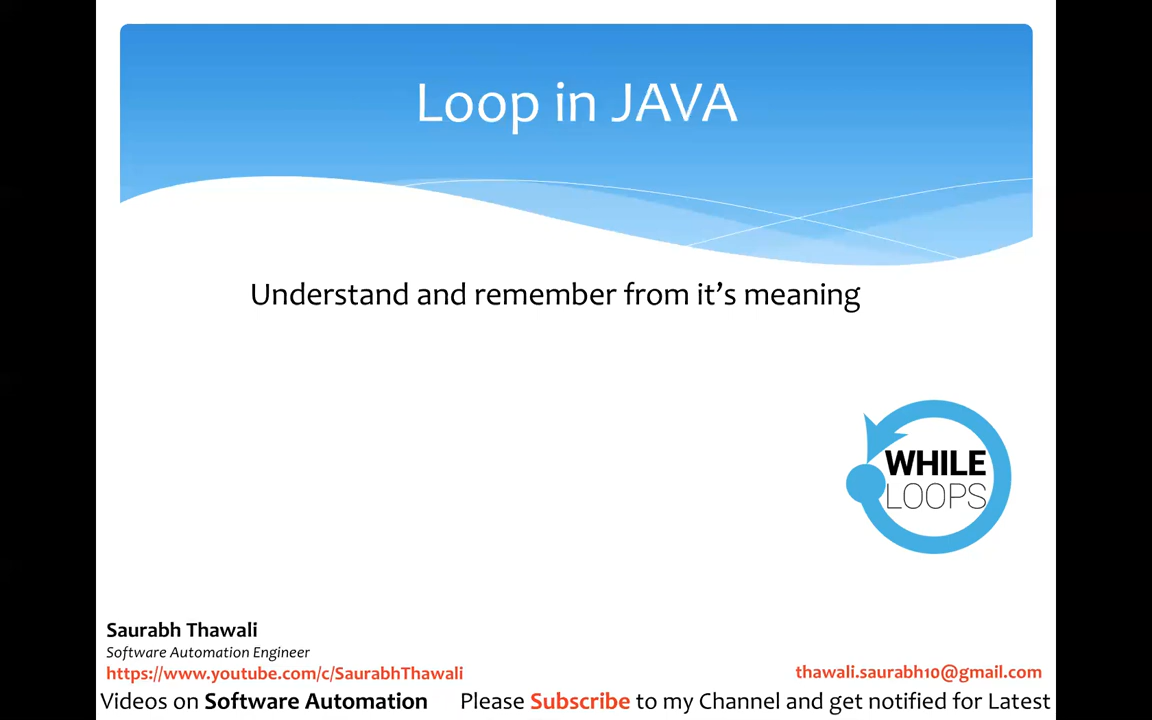 Loop in JAVA
Understand and remember from it’s meaning
WHILE
LOOPS
Saurabh Thawali
Software Automation Engineer
https://www.youtube.com/c/SaurabhThawali
thawali.saurabh10@gmail.com
Videos on Software Automation Please Subscribe to my Channel and get notified for Latest